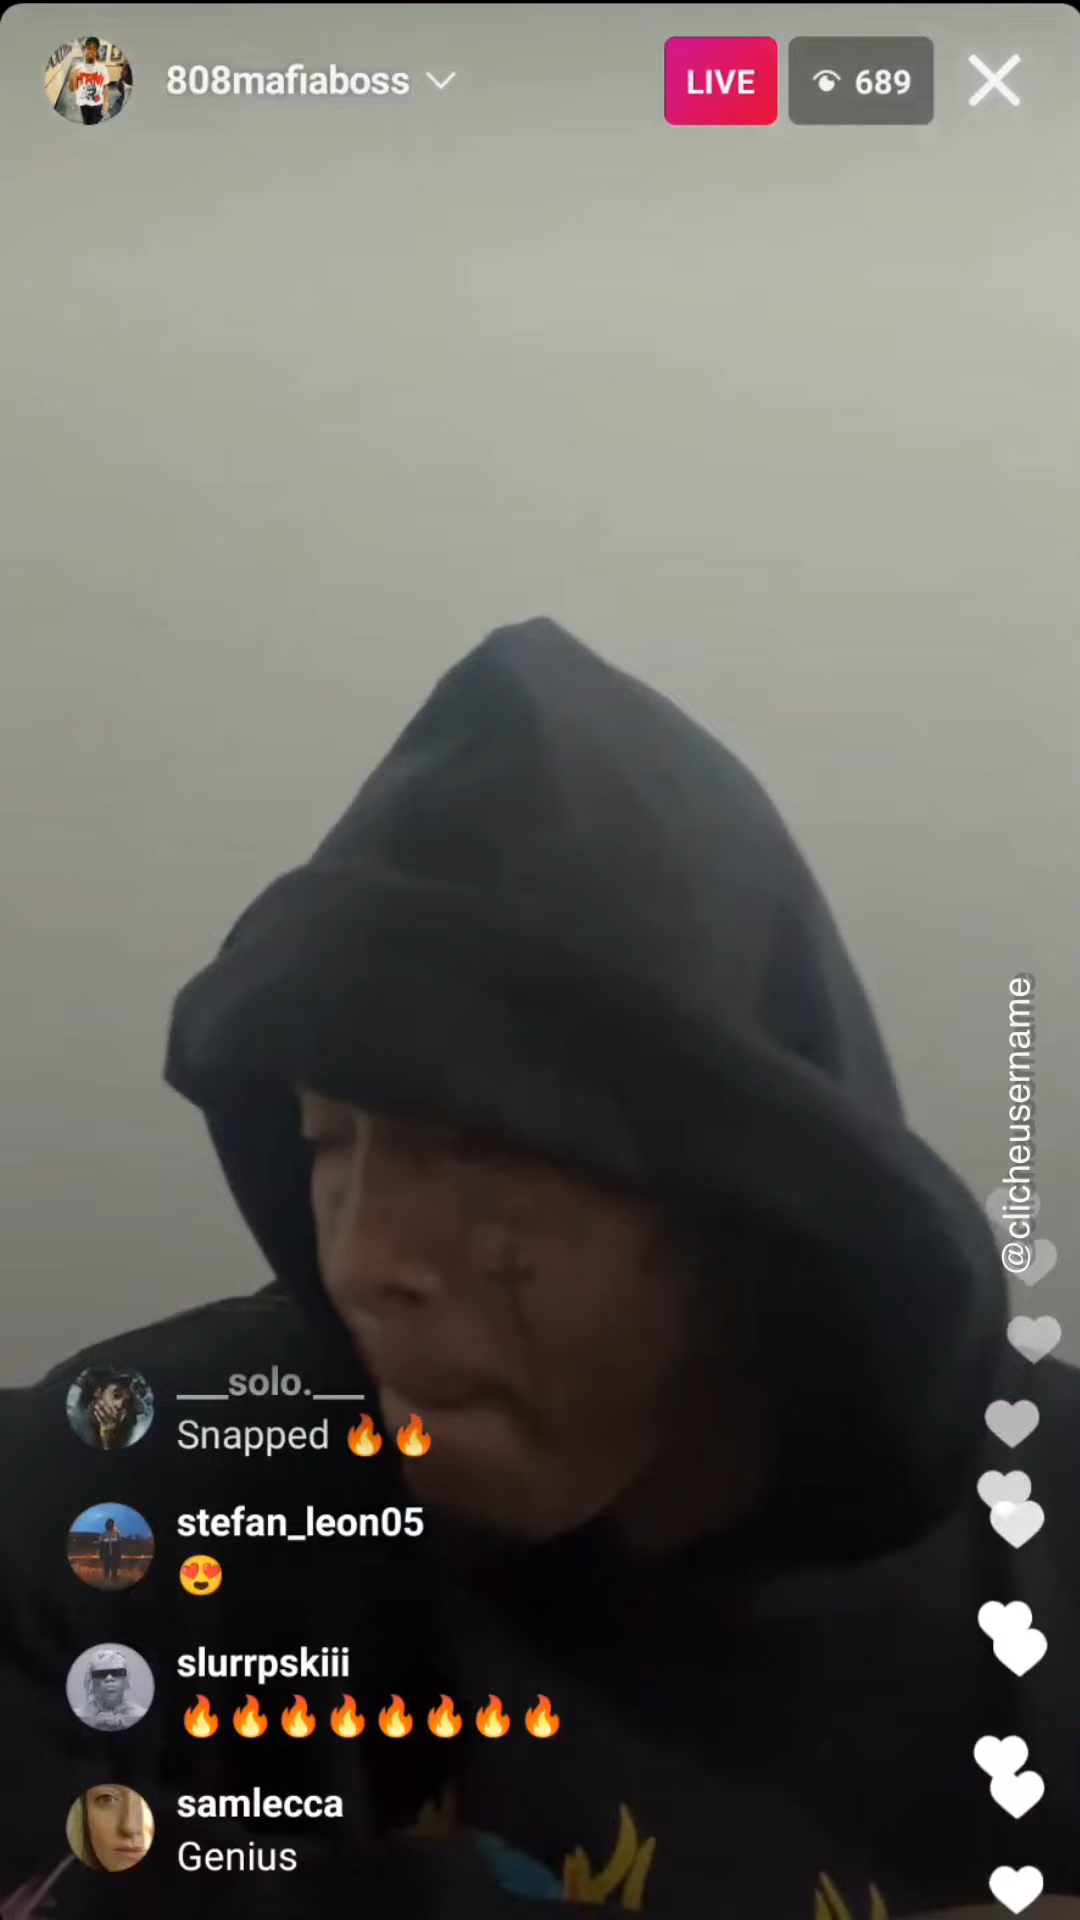 808mafiaboss
LIVE
689
@clicheusername
___solo.___
Snapped 🔥🔥
stefan_leon05
😍
slurrpskiii
🔥🔥🔥🔥🔥🔥🔥🔥
samlecca
Genius